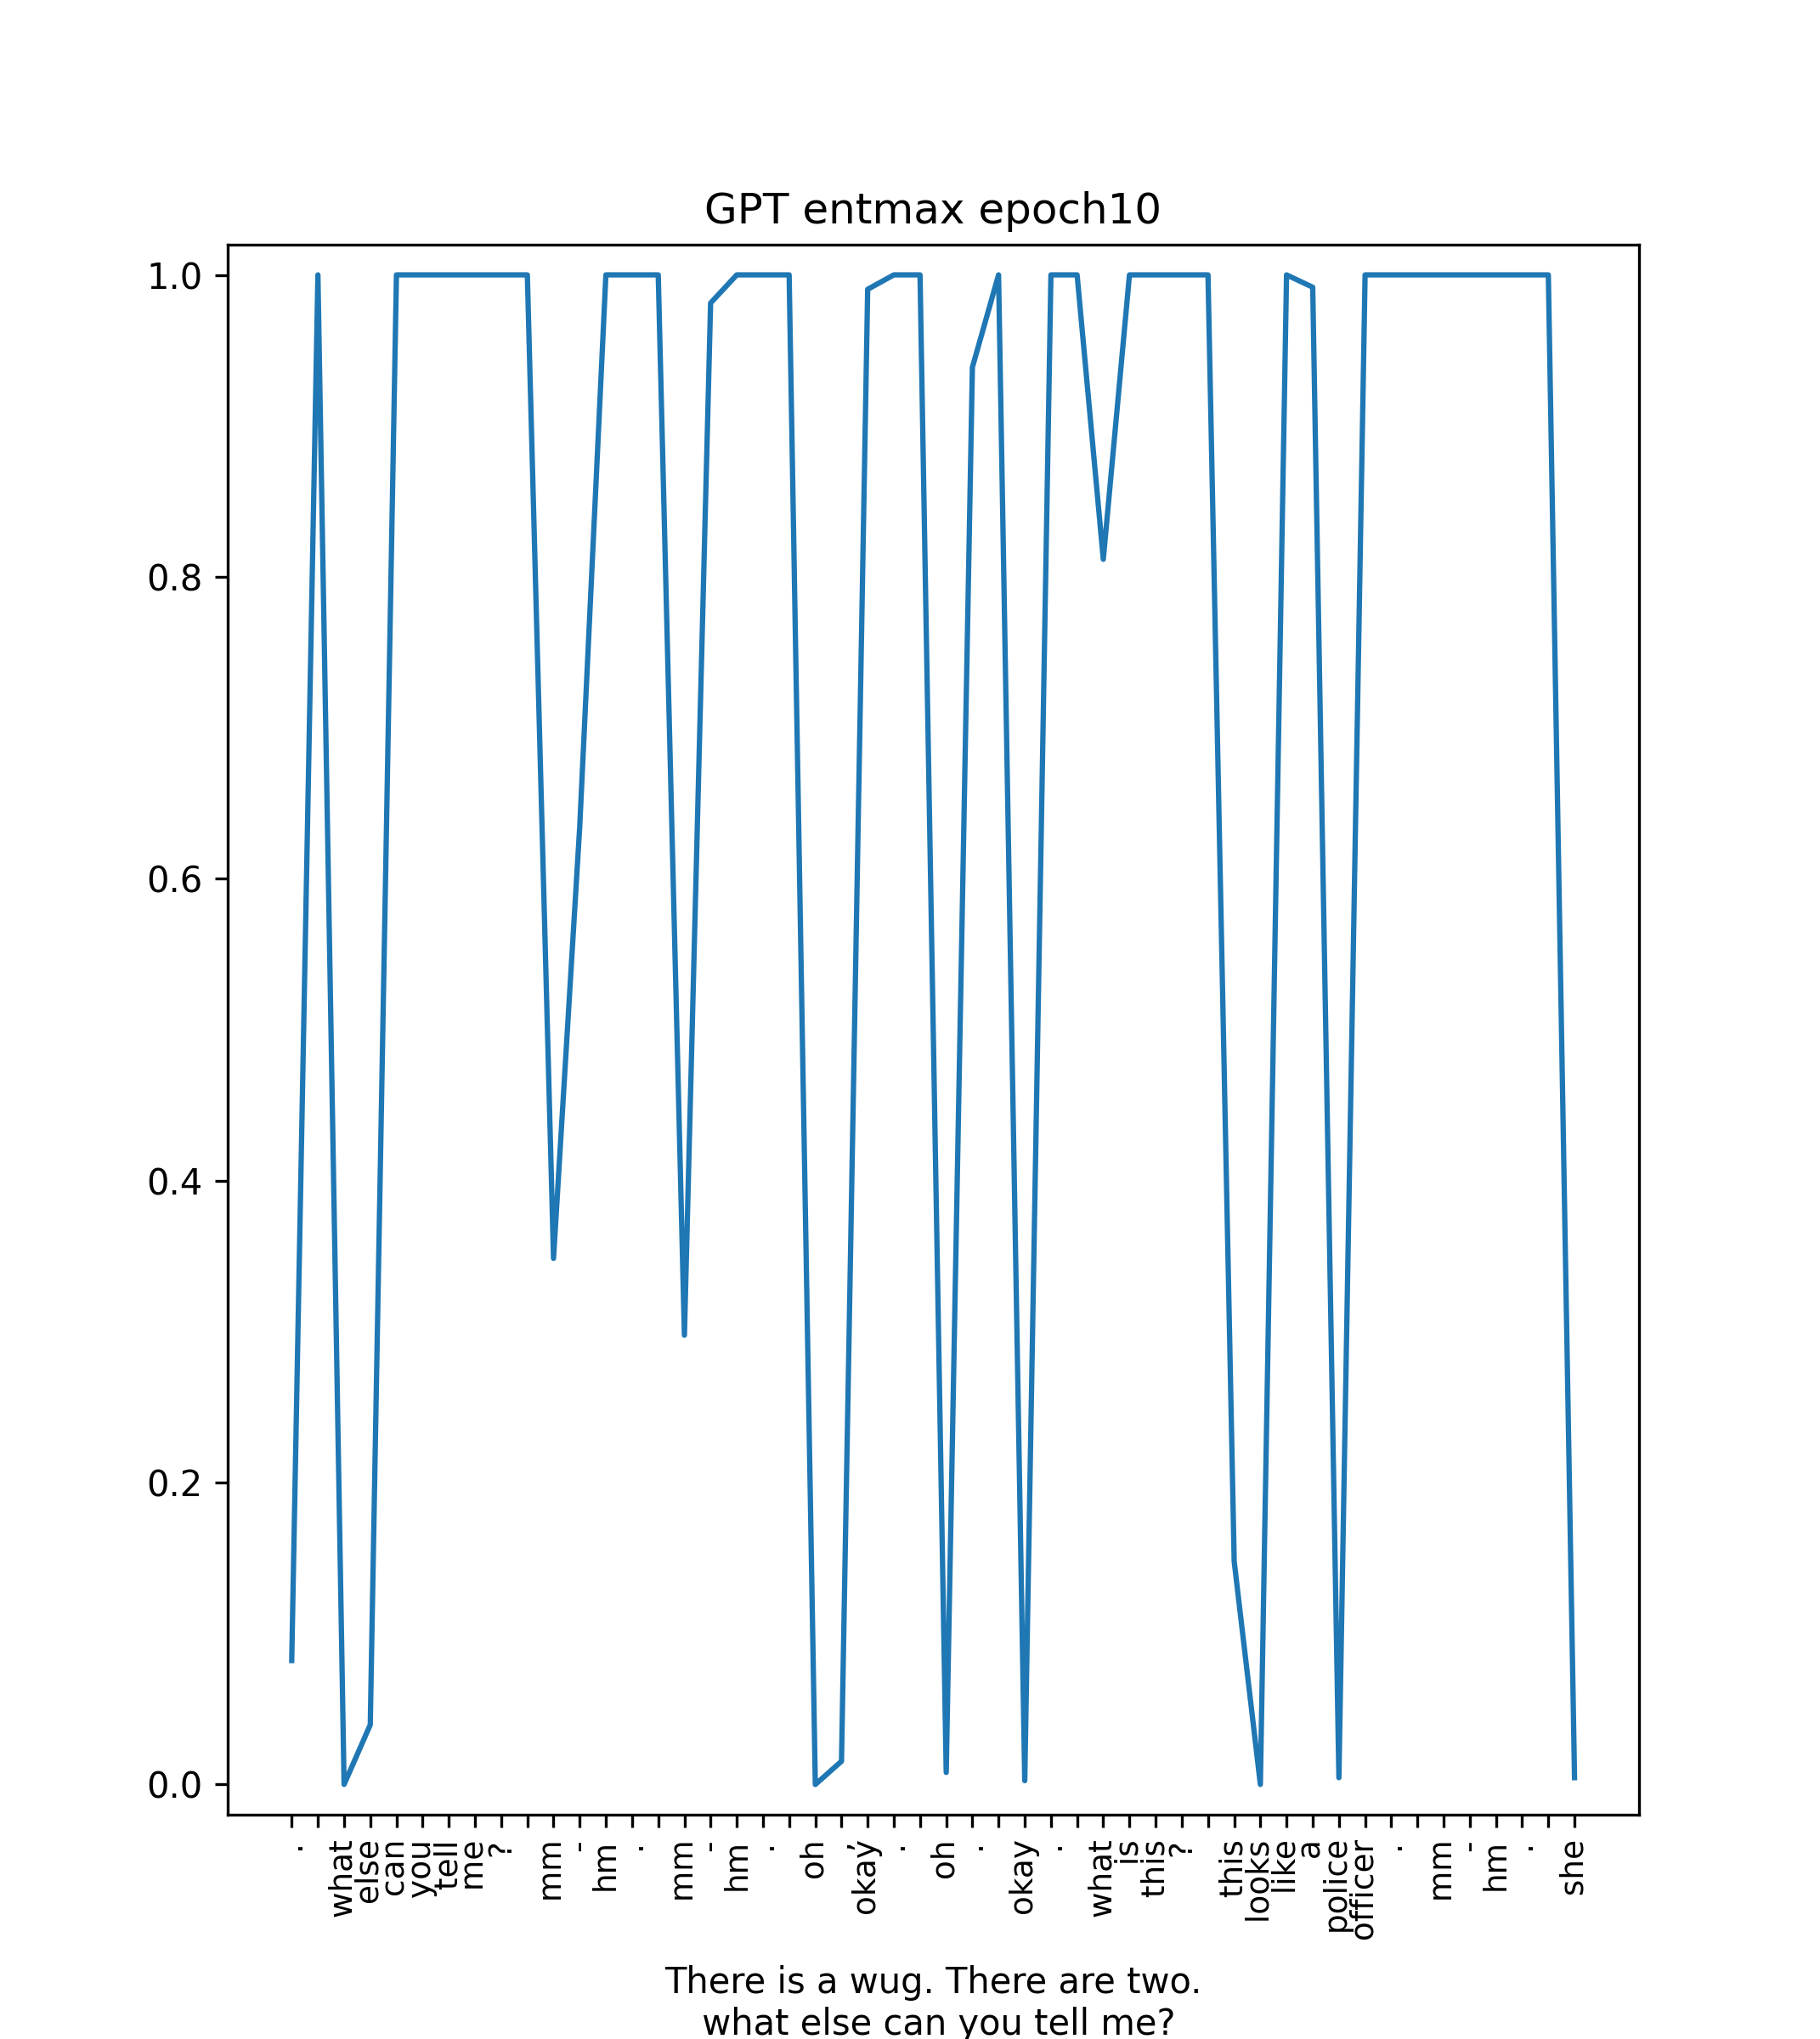 GPT entmax epoch10
1.0
0.8
0.6
0.4
0.2
0.0
.
what
else
can
you
tell
me
?
mm
-
hm
.
mm
-
hm
.
oh
,
okay
.
oh
.
okay
.
what
is
this
?
this
looks
like
a
police
officer
.
mm
-
hm
.
she
There is a wug. There are two.
what else can you tell me?